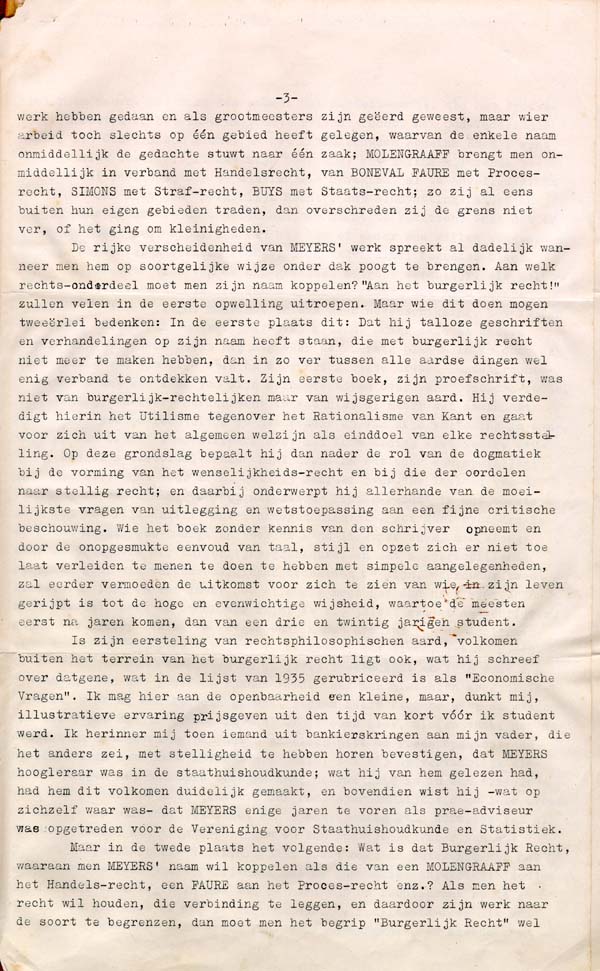 -3-
werk hebben gedaan en als grootmeesters zijn geëerd geweest, maar wier
arbeid toch slechts op één gebied heeft gelegen, waarvan de enkele naam
onmiddellijk de gedachte stuwt naar één zaak; MOLENGRAAFF brengt men on-
middellijk in verband met Handelsrecht, van BONEVAL FAURE met Proces-
recht, SIMONS met Straf-recht, BUYS met Staats-recht; zo zij al eens
buiten hun eigen gebieden traden, dan overschreden zij de grens niet
ver, of het ging om kleinigheden.
De rijke verscheidenheid van MEYERS' werk spreekt al dadelijk wan-
neer men hem op soortgelijke wijze onder dak poogt te brengen. Aan welk
rechts-onderdeel moet men zijn naam koppelen? "Aan het burgerlijk recht!"
zullen velen in de eerste opwelling uitroepen. Maar wie dit doen mogen
tweeërlei bedenken: In de eerste plaats dit: Dat hij talloze geschriften
en verhandelingen op zijn naam heeft staan, die met burgerlijk recht
niet meer te maken hebben, dan in zo ver tussen alle aardse dingen wel
enig verband te ontdekken valt. Zijn eerste boek, zijn proefschrift, was
niet van burgerlijk-rechtelijken maar van wijsgerigen aard. Hij verde-
digt hierin het Utilisme tegenover het Rationalisme van Kant en gaat
voor zich uit van het algemeen welzijn als einddoel van elke rechtsstel-
ling. Op deze grondslag bepaalt hij dan nader de rol van de dogmatiek
bij de vorming van het wenselijkheids-recht en bij die der oordelen
naar stellig recht; en daarbij onderwerpt hij allerhande van de moei-
lijkste vragen van uitlegging en wetstoepassing aan een fijne critische
beschouwing. Wie het boek zonder kennis van den schrijver opneemt en
door de onopgesmukte eenvoud van taal, stijl en opzet zich er niet toe
laat verleiden te menen te doen te hebben met simpele aangelegenheden,
zal eerder vermoeden de uitkomst voor zich te zien van wie, in zijn leven
gerijpt is tot de hoge en evenwichtige wijsheid, waartoe de meesten
eerst na jaren komen, dan van een drie en twintig jarigen student.
Is zijn eersteling van rechtsphilosophischen aard, volkomen
buiten het terrein van het burgerlijk recht ligt ook, wat hij schreef
over datgene, wat in de lijst van 1935 gerubriceerd is als "Economische
Vragen". Ik mag hier aan de openbaarheid een kleine, maar, dunkt mij,
illustratieve ervaring prijsgeven uit den tijd van kort vóór ik student
werd. Ik herinner mij toen iemand uit bankierskringen aan mijn vader, die
het anders zei, met stelligheid te hebben horen bevestigen, dat MEYERS
hoogleraar was in de staathuishoudkunde; wat hij van hem gelezen had,
had hem dit volkomen duidelijk gemaakt, en bovendien wist hij -wat op
zichzelf waar was- dat MEYERS enige jaren te voren als prae-adviseur
was opgetreden voor de Vereniging voor Staathuishoudkunde en Statistiek.
Maar in de twede plaats het volgende: Wat is dat Burgerlijk Recht,
waaraan men MEYERS' naam wil koppelen als die van een MOLENGRAAFF aan
het Handels-recht, een FAURE aan het Proces-recht enz.? Als men het
recht wil houden, die verbinding te leggen, en daardoor zijn werk naar
de soort te begrenzen, dan moet men het begrip "Burgerlijk Recht" wel